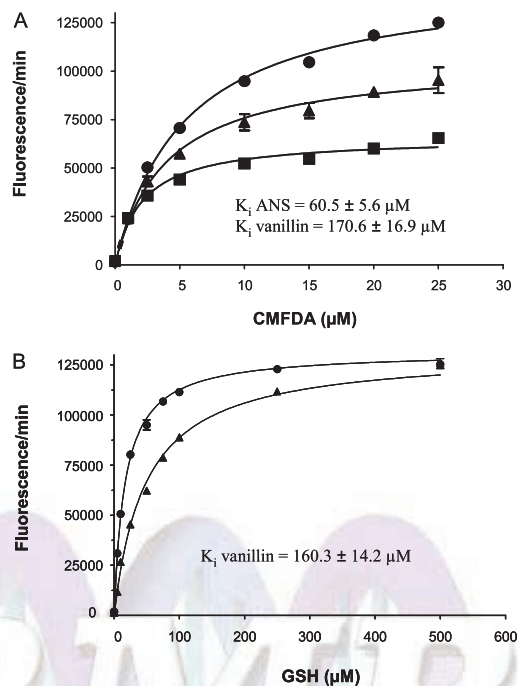 A
Fluorescence/min
125000
100000
75000
50000
25000
0
0 5 10 15 20 25 30
CMFDA (µM)
Ki ANS = 60.5 ± 5.6 µM
Ki vanillin = 170.6 ± 16.9 µM
B
Fluorescence/min
125000
100000
75000
50000
25000
0
0 100 200 300 400 500 600
GSH (µM)
Ki vanillin = 160.3 ± 14.2 µM